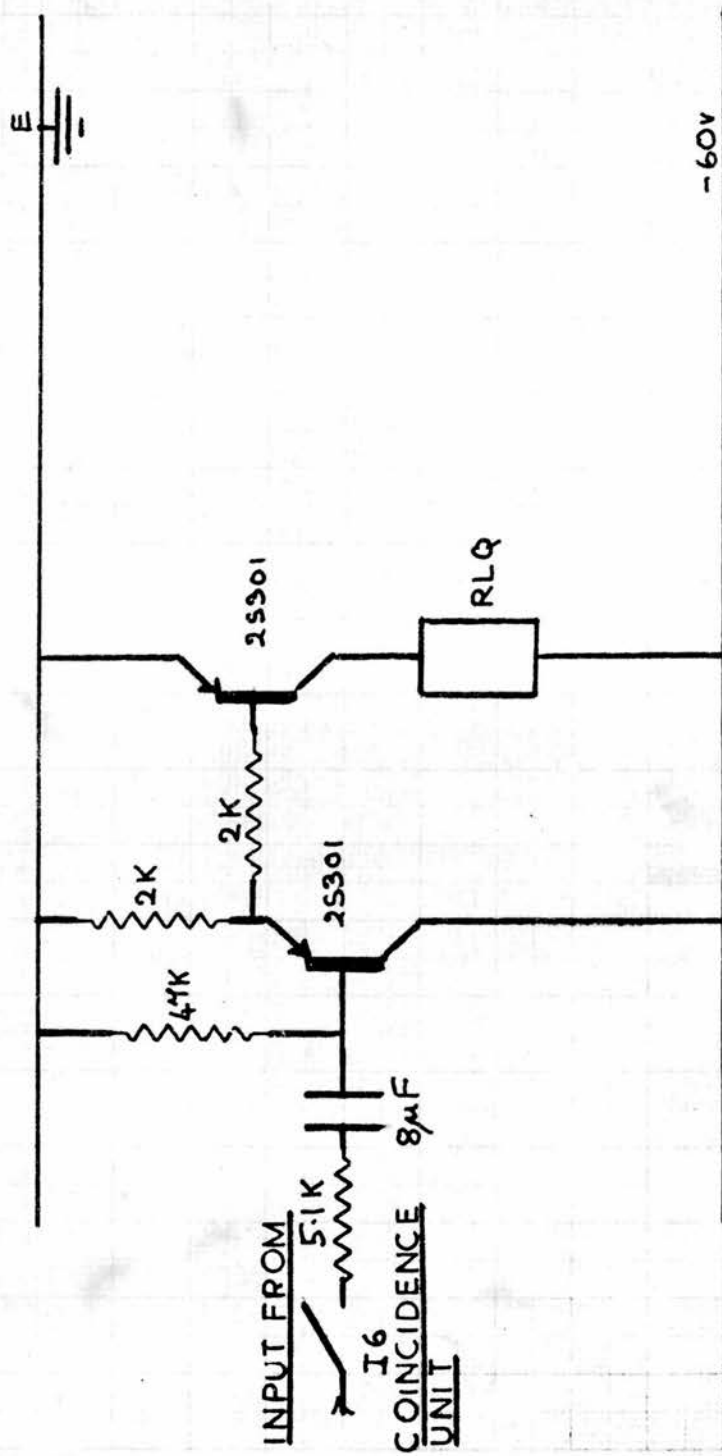 E
-60v
2S301
RLQ
2K
2K
2S301
47K
8µF
5.1K
INPUT FROM
I6
COINCIDENCE
UNIT